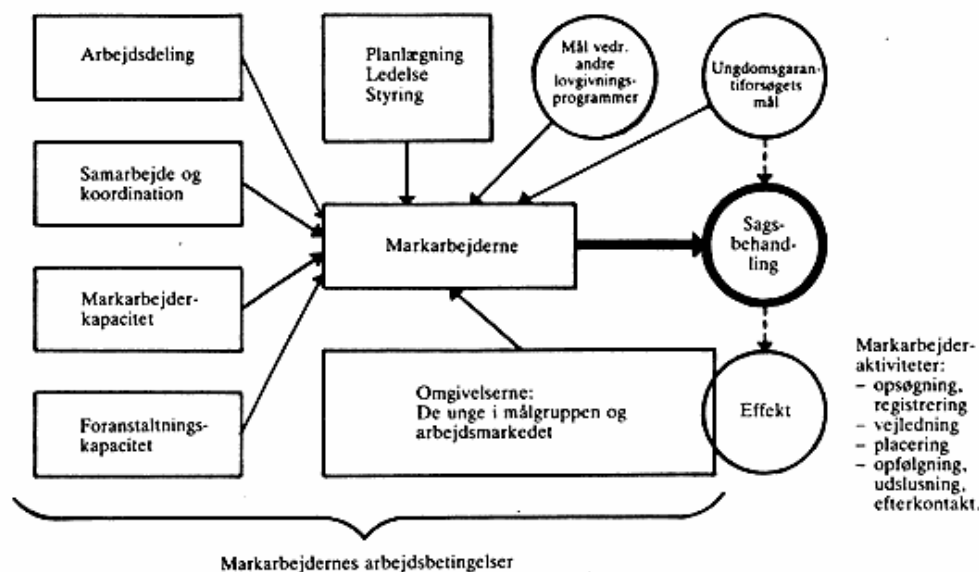 Arbejdsdeling
Planlægning
Ledelse
Styring
Mål vedr.
andre
lovgivnings-
programmer
Ungdomsgaran-
tiforsøgets
mål
Samarbejde og
koordination
Markarbejderne
Sags-
behand-
ling
Markarbejder-
kapacitet
Foranstaltnings-
kapacitet
Omgivelserne:
De unge i målgruppen og
arbejdsmarkedet
Effekt
Markarbejder-
aktiviteter:
– opsøgning,
registrering
– vejledning
– placering
– opfølgning,
udslusning,
efterkontakt.
Markarbejdernes arbejdsbetingelser